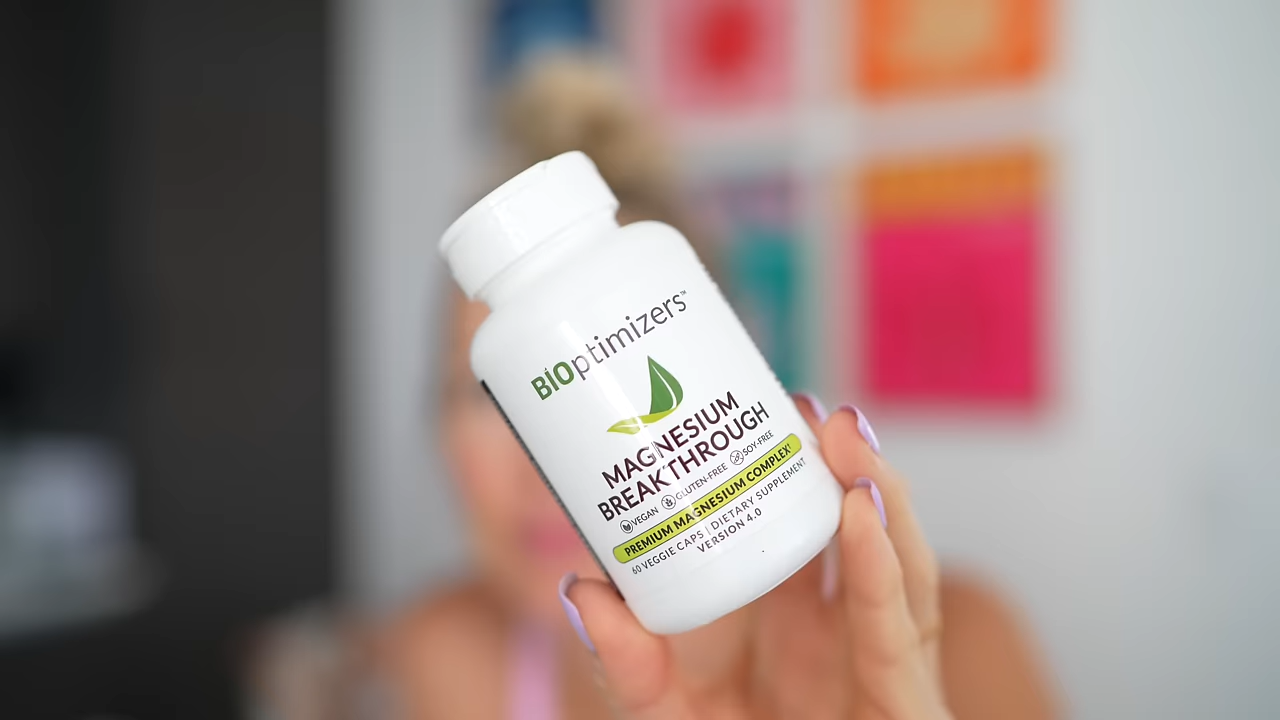 BiOptimizers™
MAGNESIUM
BREAKTHROUGH
VEGAN GLUTEN-FREE SOY-FREE
PREMIUM MAGNESIUM COMPLEX†
60 VEGGIE CAPS | DIETARY SUPPLEMENT
VERSION 4.0